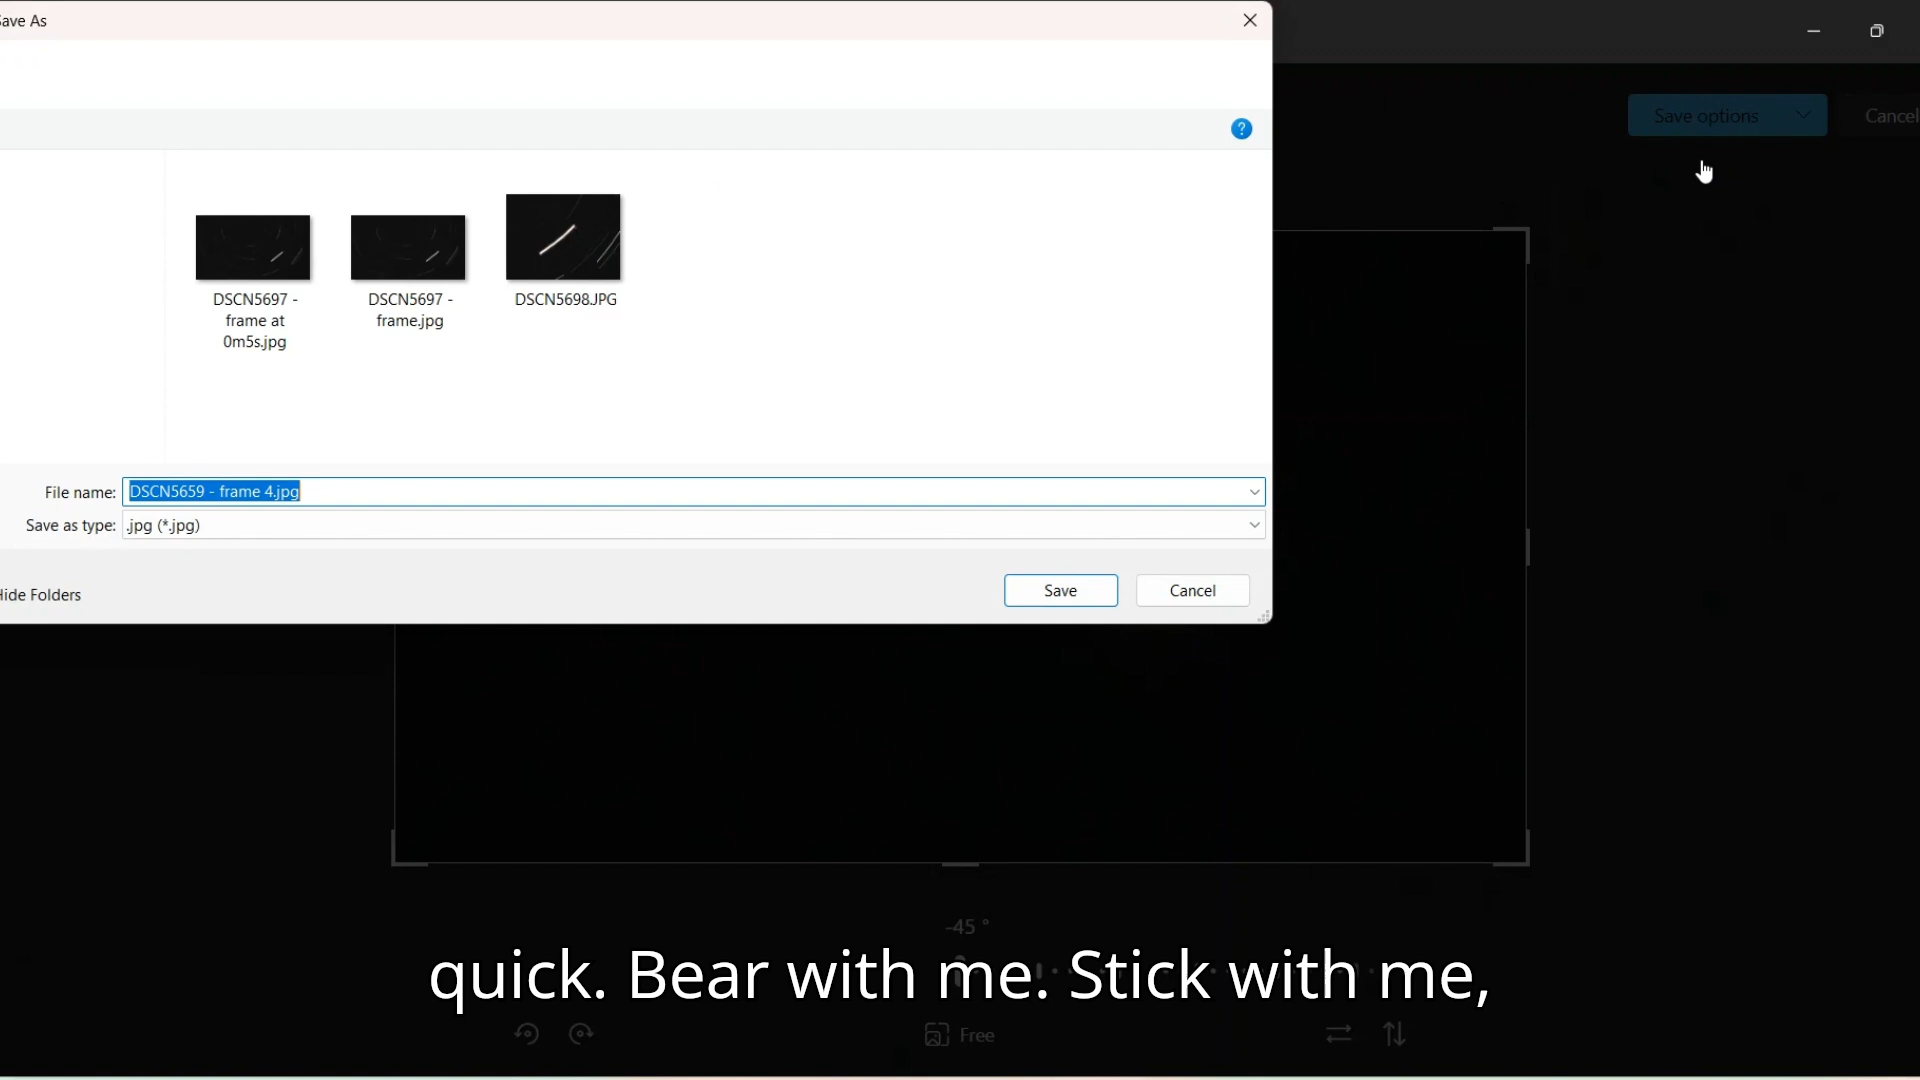 ave As
Save options
Cancel
DSCN5697 -
frame at
0m5s.jpg
DSCN5697 -
frame.jpg
DSCN5698.JPG
File name: DSCN5659 - frame 4.jpg
Save as type: .jpg (*.jpg)
Hide Folders
Save
Cancel
-45 °
quick. Bear with me. Stick with me,
Free